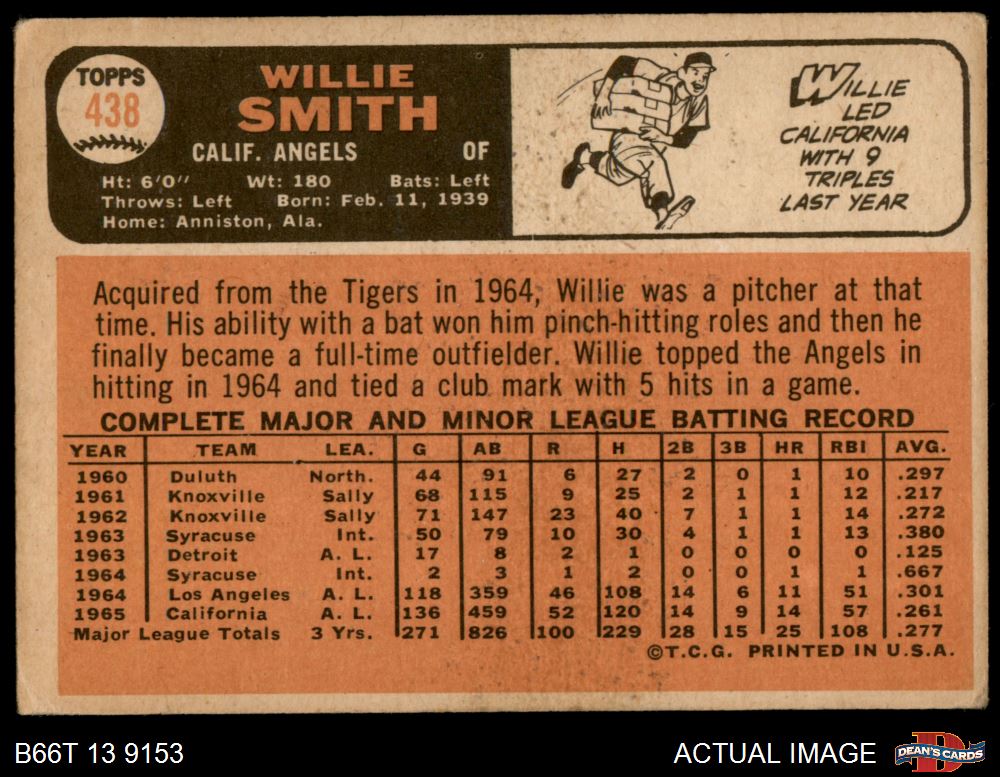 TOPPS
438
WILLIE
SMITH
CALIF. ANGELS OF
Ht: 6'0" Wt: 180 Bats: Left
Throws: Left Born: Feb. 11, 1939
Home: Anniston, Ala.
WILLIE
LED
CALIFORNIA
WITH 9
TRIPLES
LAST YEAR
Acquired from the Tigers in 1964, Willie was a pitcher at that
time. His ability with a bat won him pinch-hitting roles and then he
finally became a full-time outfielder. Willie topped the Angels in
hitting in 1964 and tied a club mark with 5 hits in a game.
COMPLETE MAJOR AND MINOR LEAGUE BATTING RECORD
YEAR TEAM LEA. G AB R H 2B 3B HR RBI AVG.
1960 Duluth North. 44 91 6 27 2 0 1 10 .297
1961 Knoxville Sally 68 115 9 25 2 1 1 12 .217
1962 Knoxville Sally 71 147 23 40 7 1 1 14 .272
1963 Syracuse Int. 50 79 10 30 4 1 1 13 .380
1963 Detroit A. L. 17 8 2 1 0 0 0 0 .125
1964 Syracuse Int. 2 3 1 2 0 0 1 1 .667
1964 Los Angeles A. L. 118 359 46 108 14 6 11 51 .301
1965 California A. L. 136 459 52 120 14 9 14 57 .261
Major League Totals 3 Yrs. 271 826 100 229 28 15 25 108 .277
©T.C.G. PRINTED IN U.S.A.
B66T 13 9153 ACTUAL IMAGE
DEAN'S CARDS